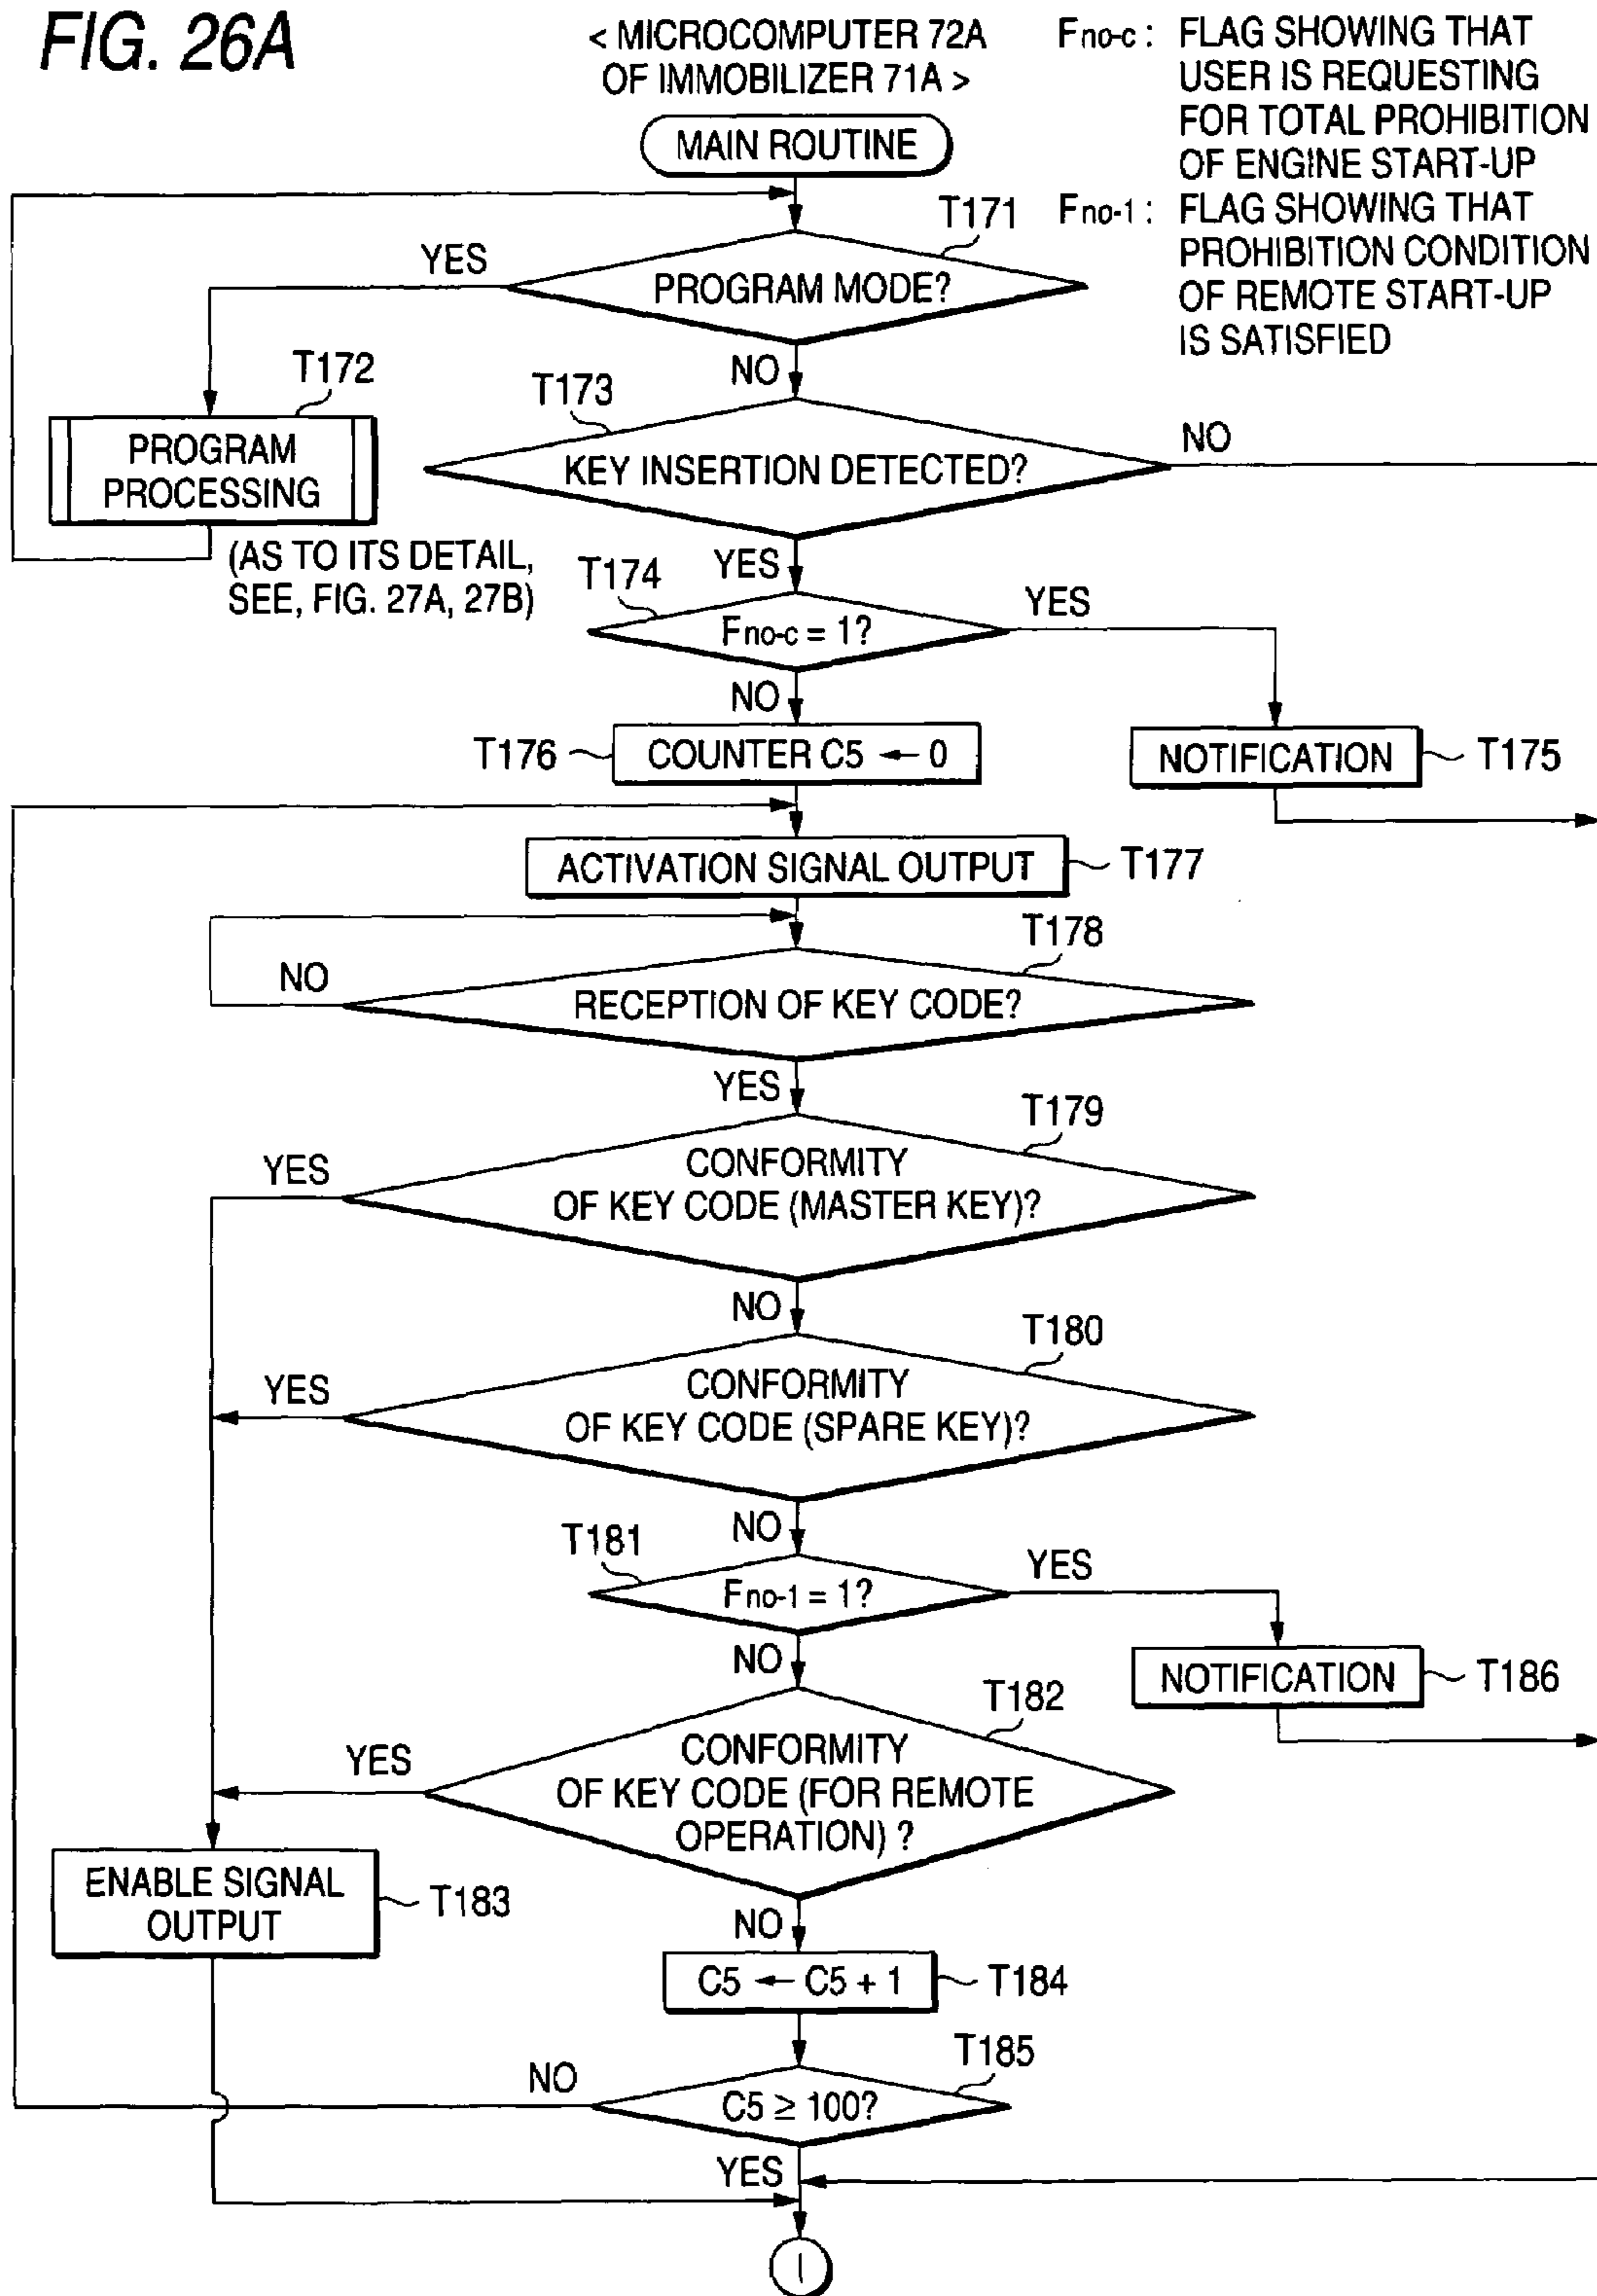 FIG. 26A
< MICROCOMPUTER 72A
OF IMMOBILIZER 71A >
Fno-c : FLAG SHOWING THAT
USER IS REQUESTING
FOR TOTAL PROHIBITION
OF ENGINE START-UP
Fno-1 : FLAG SHOWING THAT
PROHIBITION CONDITION
OF REMOTE START-UP
IS SATISFIED
MAIN ROUTINE
T171
YES
PROGRAM MODE?
NO
T172
PROGRAM
PROCESSING
(AS TO ITS DETAIL,
SEE, FIG. 27A, 27B)
T173
KEY INSERTION DETECTED?
NO
YES
T174
Fno-c = 1?
YES
NO
T176
COUNTER C5 ← 0
NOTIFICATION
T175
ACTIVATION SIGNAL OUTPUT
T177
T178
NO
RECEPTION OF KEY CODE?
YES
T179
YES
CONFORMITY
OF KEY CODE (MASTER KEY)?
NO
T180
YES
CONFORMITY
OF KEY CODE (SPARE KEY)?
NO
T181
Fno-1 = 1?
YES
NO
NOTIFICATION
T186
T182
YES
CONFORMITY
OF KEY CODE (FOR REMOTE
OPERATION) ?
NO
ENABLE SIGNAL
OUTPUT
T183
C5 ← C5 + 1
T184
T185
NO
C5 ≥ 100?
YES
I